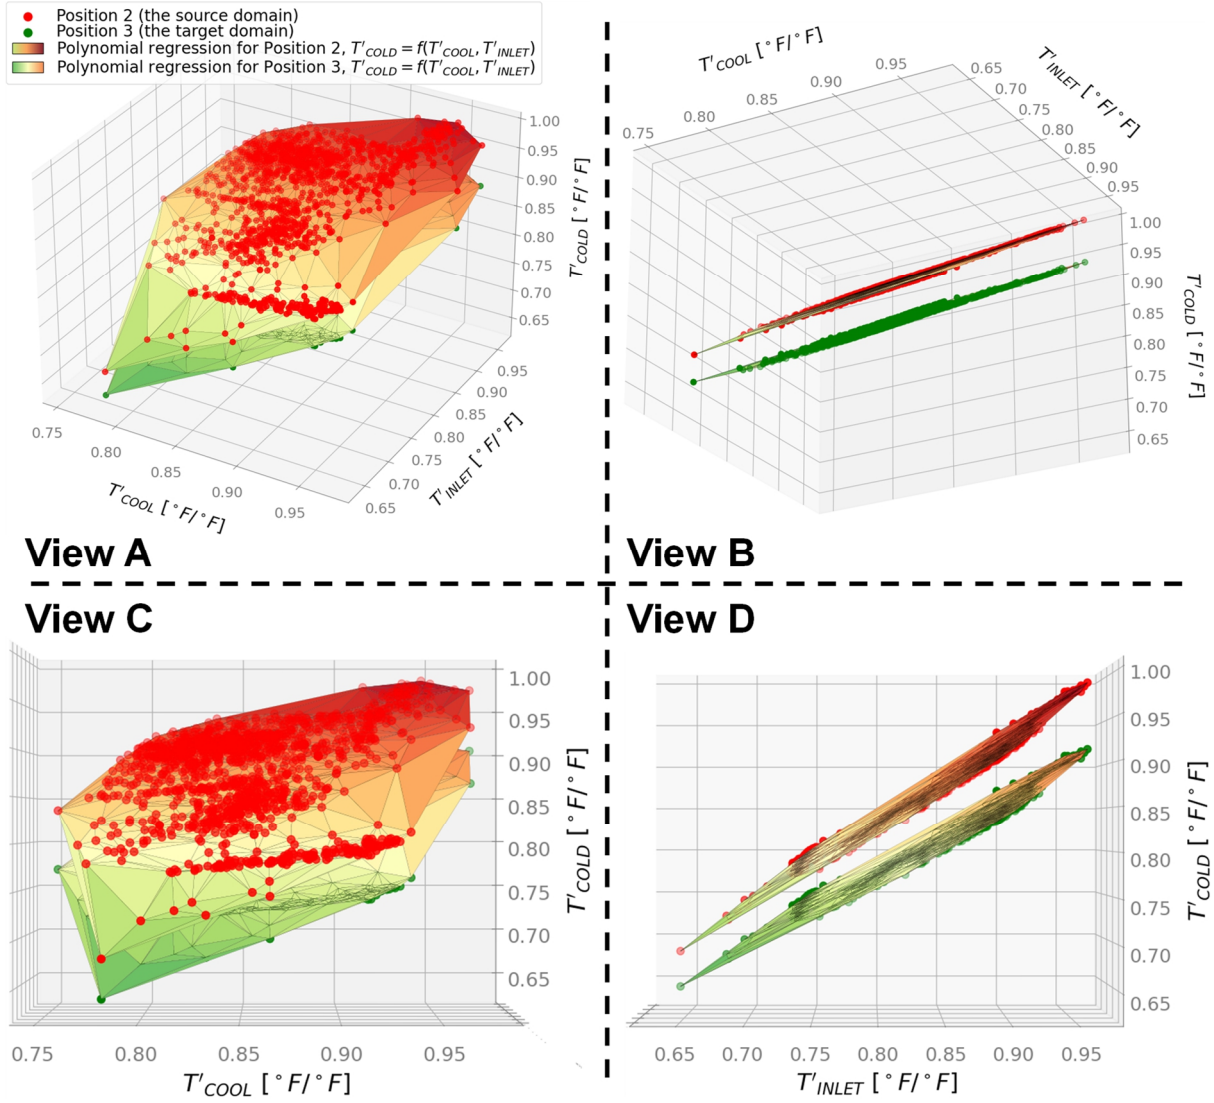 Position 2 (the source domain)
Position 3 (the target domain)
Polynomial regression for Position 2, T'COLD = f(T'COOL, T'INLET)
Polynomial regression for Position 3, T'COLD = f(T'COOL, T'INLET)
1.00
0.95
0.90
0.85
0.80
0.75
0.70
0.65
T'COLD [°F/°F]
0.95
0.90
0.85
0.80
0.75
0.70
0.65
T'INLET [°F/°F]
0.75
0.80
0.85
0.90
0.95
T'COOL [°F/°F]
View A
T'COOL [°F/°F]
0.75
0.80
0.85
0.90
0.95
T'INLET [°F/°F]
0.65
0.70
0.75
0.80
0.85
0.90
0.95
1.00
0.95
0.90
0.85
0.80
0.75
0.70
0.65
T'COLD [°F/°F]
View B
View C
1.00
0.95
0.90
0.85
0.80
0.75
0.70
0.65
T'COLD [°F/°F]
0.75 0.80 0.85 0.90 0.95
T'COOL [°F/°F]
View D
1.00
0.95
0.90
0.85
0.80
0.75
0.70
0.65
T'COLD [°F/°F]
0.65 0.70 0.75 0.80 0.85 0.90 0.95
T'INLET [°F/°F]